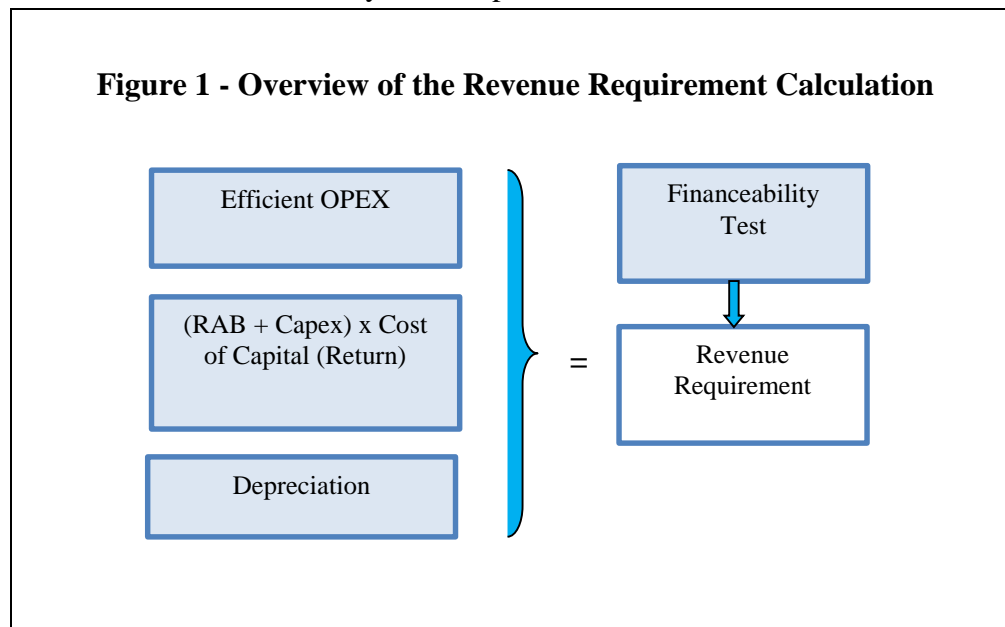 Figure 1 - Overview of the Revenue Requirement Calculation
Efficient OPEX
(RAB + Capex) x Cost
of Capital (Return)
Depreciation
=
Financeability
Test
Revenue
Requirement